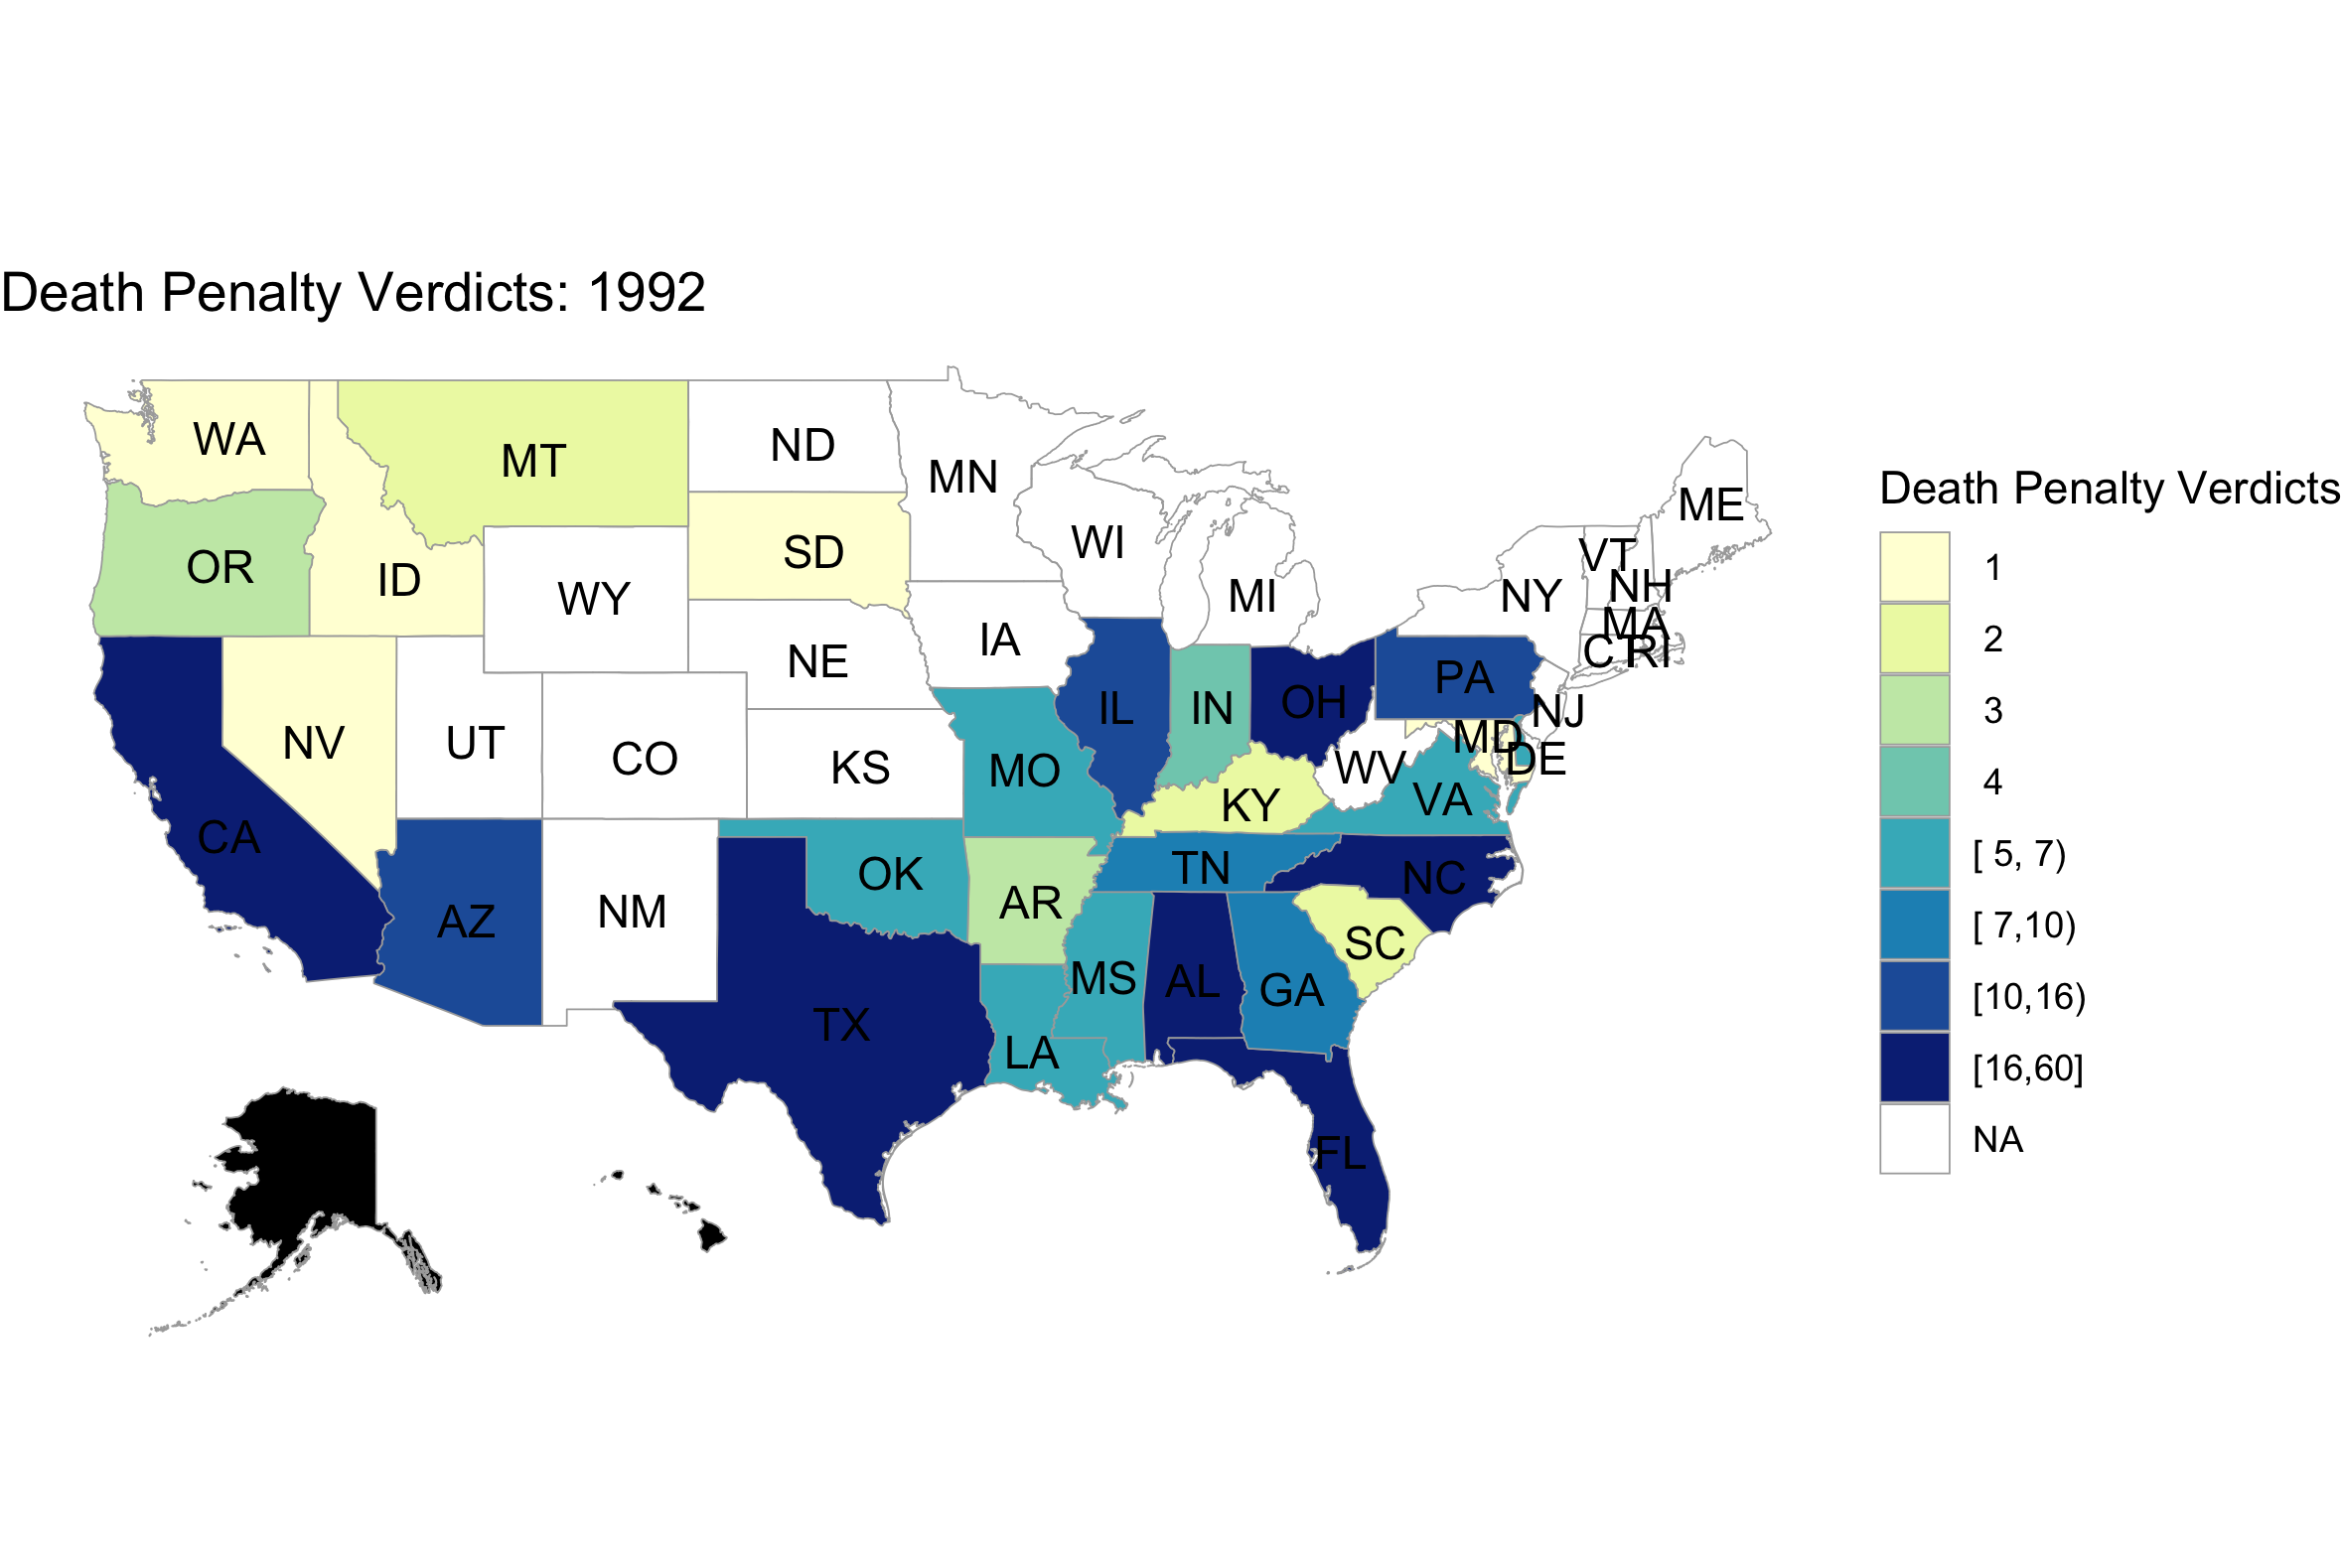 Death Penalty Verdicts: 1992
WA
MT
ND
MN
ME
OR
ID
SD
WI
VT
NH
WY
MI
NY
MA
NE
IA
CT
RI
NV
UT
CO
KS
MO
IL
IN
OH
PA
NJ
MD
DE
WV
KY
VA
CA
AZ
NM
OK
AR
TN
NC
SC
TX
LA
MS
AL
GA
FL
Death Penalty Verdicts
1
2
3
4
[ 5, 7)
[ 7,10)
[10,16)
[16,60]
NA